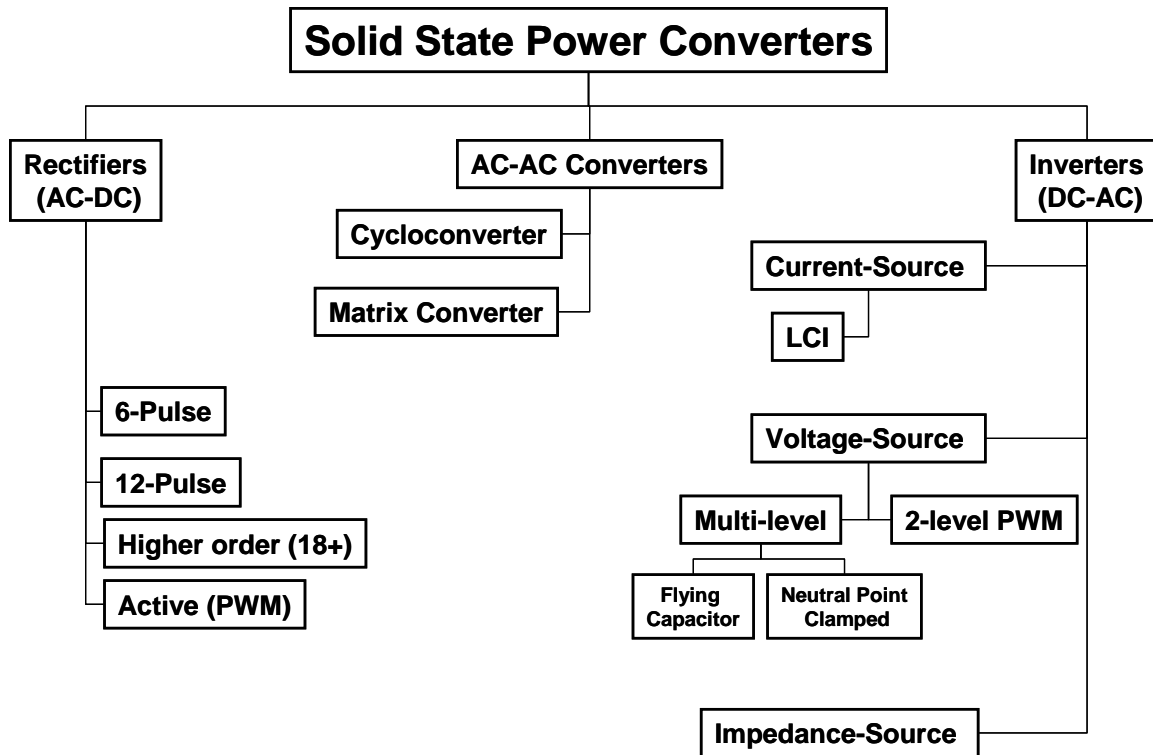 Solid State Power Converters
Rectifiers
(AC-DC)
AC-AC Converters
Inverters
(DC-AC)
Cycloconverter
Current-Source
Matrix Converter
LCI
6-Pulse
Voltage-Source
12-Pulse
Multi-level
2-level PWM
Higher order (18+)
Active (PWM)
Flying
Capacitor
Neutral Point
Clamped
Impedance-Source